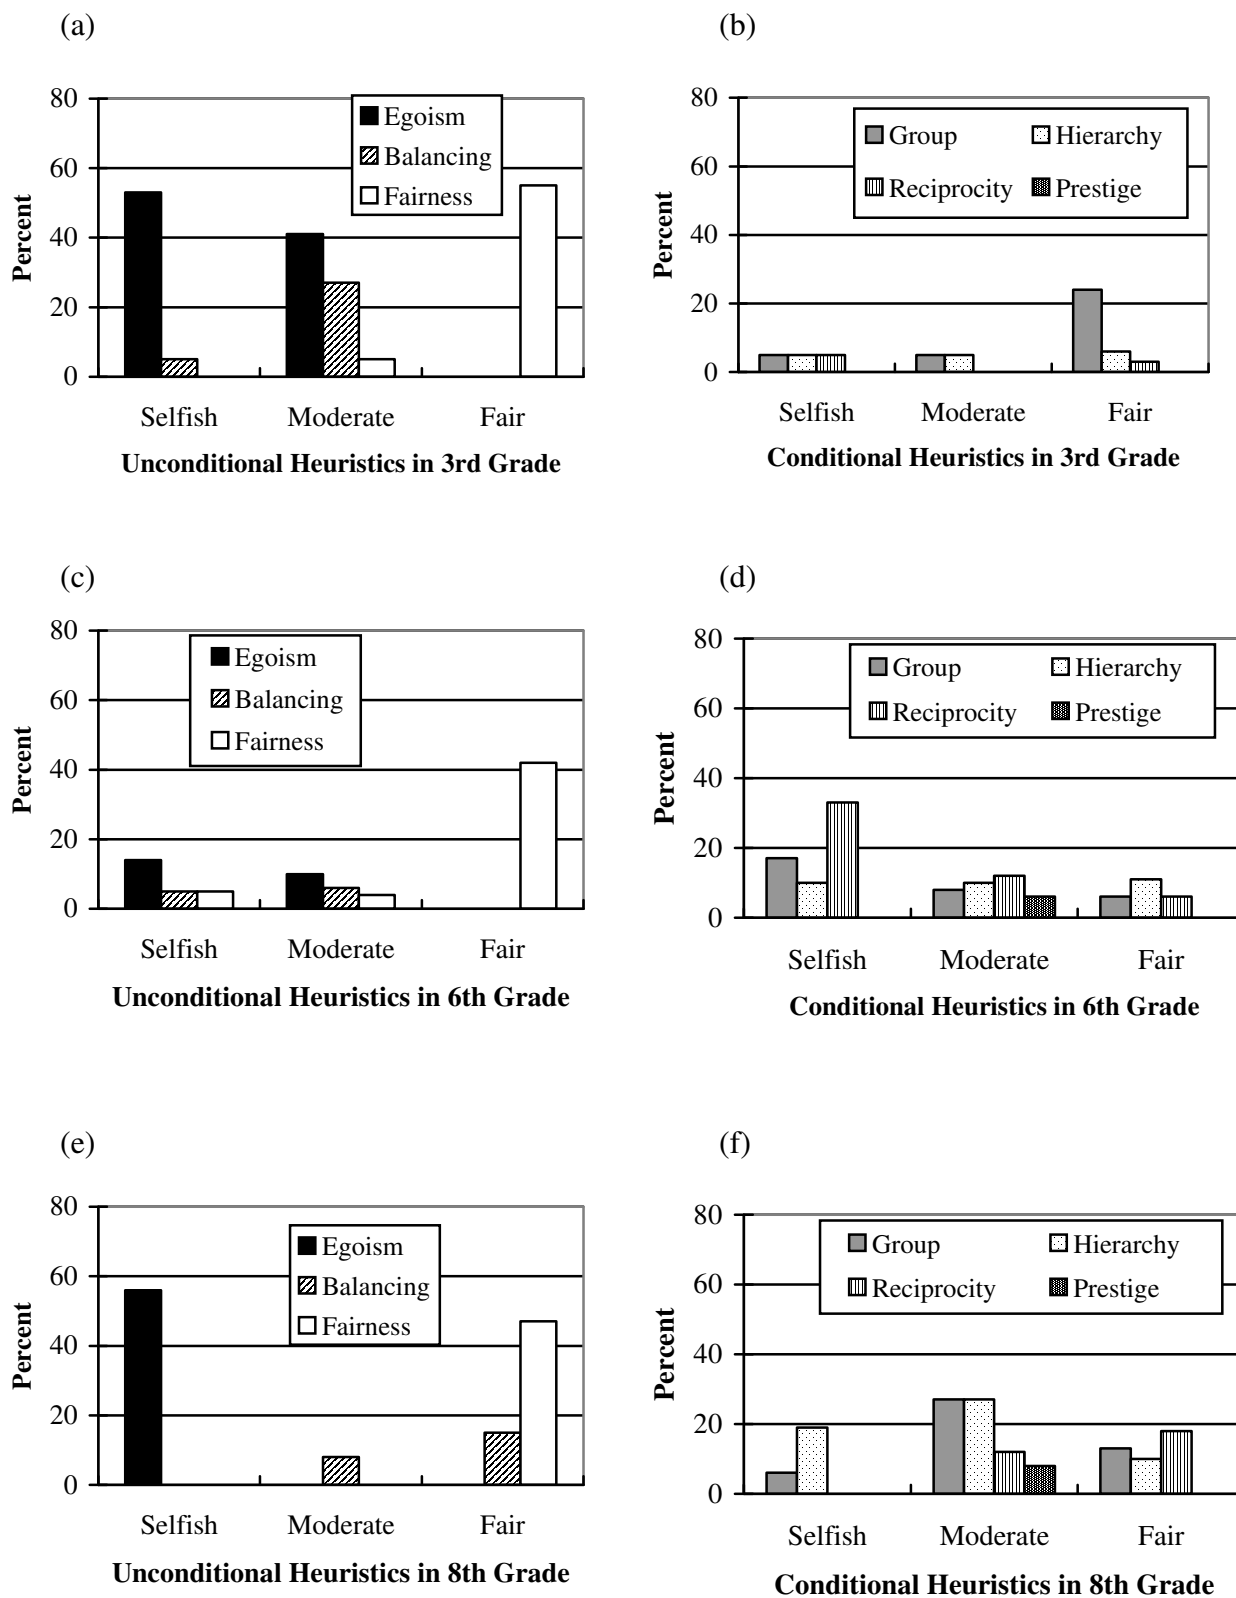 (a)
80
60
40
20
0
Percent
Egoism
Balancing
Fairness
Selfish Moderate Fair
Unconditional Heuristics in 3rd Grade
(b)
80
60
40
20
0
Percent
Group Hierarchy
Reciprocity Prestige
Selfish Moderate Fair
Conditional Heuristics in 3rd Grade
(c)
80
60
40
20
0
Percent
Egoism
Balancing
Fairness
Selfish Moderate Fair
Unconditional Heuristics in 6th Grade
(d)
80
60
40
20
0
Percent
Group Hierarchy
Reciprocity Prestige
Selfish Moderate Fair
Conditional Heuristics in 6th Grade
(e)
80
60
40
20
0
Percent
Egoism
Balancing
Fairness
Selfish Moderate Fair
Unconditional Heuristics in 8th Grade
(f)
80
60
40
20
0
Percent
Group Hierarchy
Reciprocity Prestige
Selfish Moderate Fair
Conditional Heuristics in 8th Grade